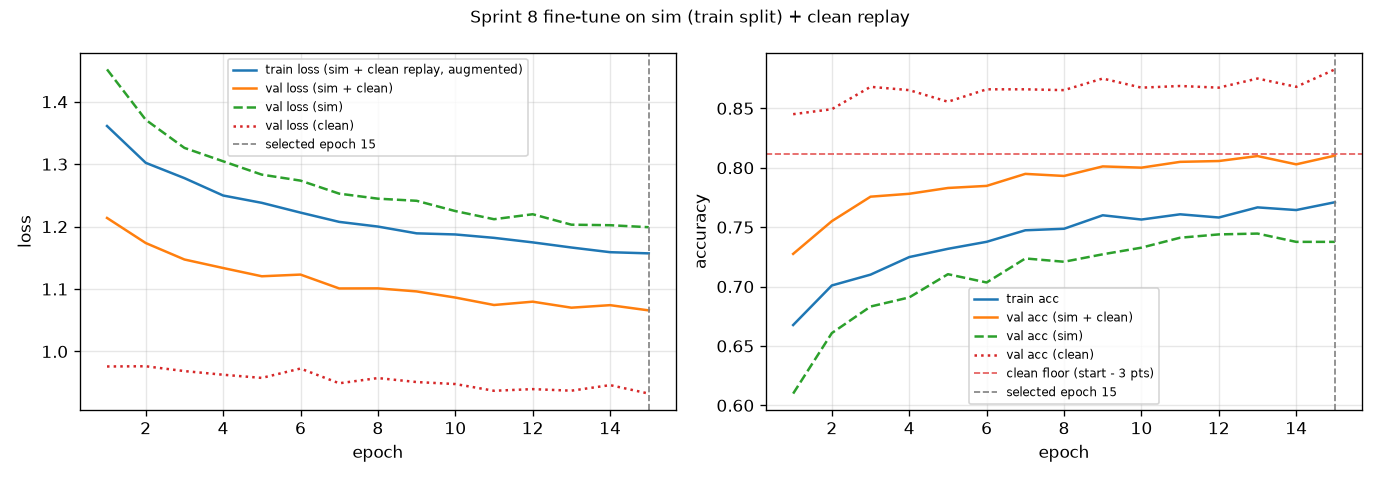 Sprint 8 fine-tune on sim (train split) + clean replay
train loss (sim + clean replay, augmented)
val loss (sim + clean)
val loss (sim)
val loss (clean)
selected epoch 15
1.4
1.3
1.2
1.1
1.0
loss
2 4 6 8 10 12 14
epoch
0.85
0.80
0.75
0.70
0.65
0.60
accuracy
train acc
val acc (sim + clean)
val acc (sim)
val acc (clean)
clean floor (start - 3 pts)
selected epoch 15
2 4 6 8 10 12 14
epoch